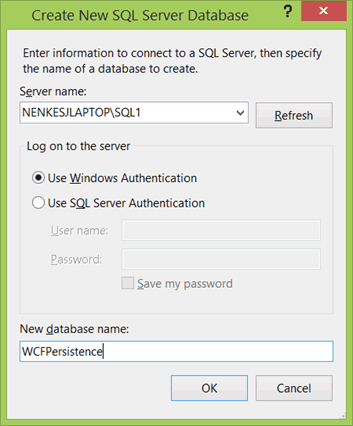 Create New SQL Server Database ? x
Enter information to connect to a SQL Server, then specify
the name of a database to create.
Server name:
NENKESJLAPTOP\SQL1
Refresh
Log on to the server
Use Windows Authentication
Use SQL Server Authentication
User name:
Password:
Save my password
New database name:
WCFPersistence
OK Cancel